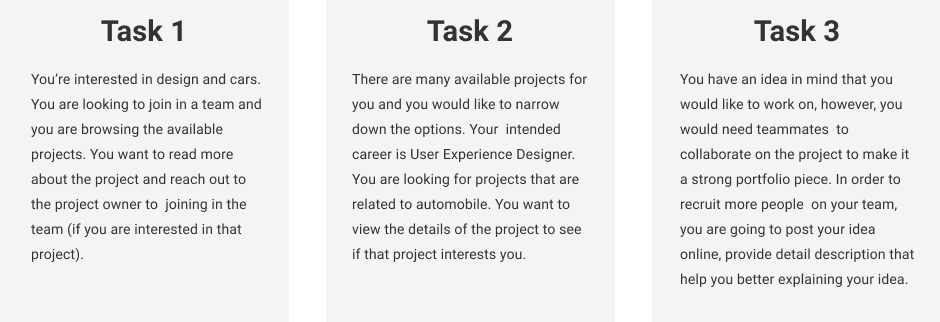 Task 1
You're interested in design and cars.
You are looking to join in a team and
you are browsing the available
projects. You want to read more
about the project and reach out to
the project owner to  joining in the
team (if you are interested in that
project).
Task 2
There are many available projects for
you and you would like to narrow
down the options. Your  intended
career is User Experience Designer.
You are looking for projects that are
related to automobile. You want to
view the details of the project to see
if that project interests you.
Task 3
You have an idea in mind that you
would like to work on, however, you
would need teammates  to
collaborate on the project to make it
a strong portfolio piece. In order to
recruit more people  on your team,
you are going to post your idea
online, provide detail description that
help you better explaining your idea.